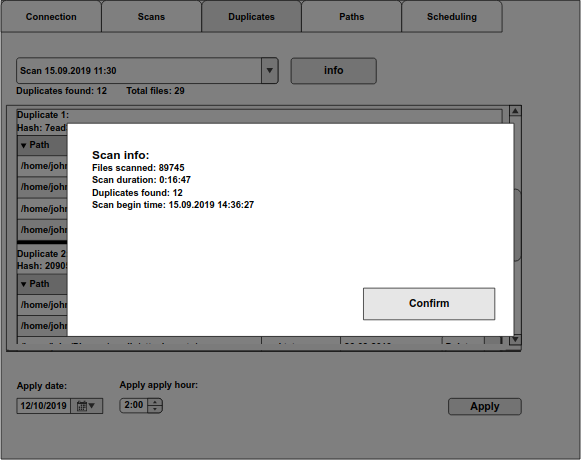 Connection Scans Duplicates Paths Scheduling
Scan 15.09.2019 11:30 info
Duplicates found: 12 Total files: 29
Duplicate 1:
Hash: 7ead
Path
Scan info:
Files scanned: 89745
Scan duration: 0:16:47
Duplicates found: 12
Scan begin time: 15.09.2019 14:36:27
/home/john
/home/john
/home/john
/home/john
Duplicate 2
Hash: 2090
Path
/home/john
/home/john
Confirm
Apply date: Apply apply hour:
12/10/2019 2:00 Apply